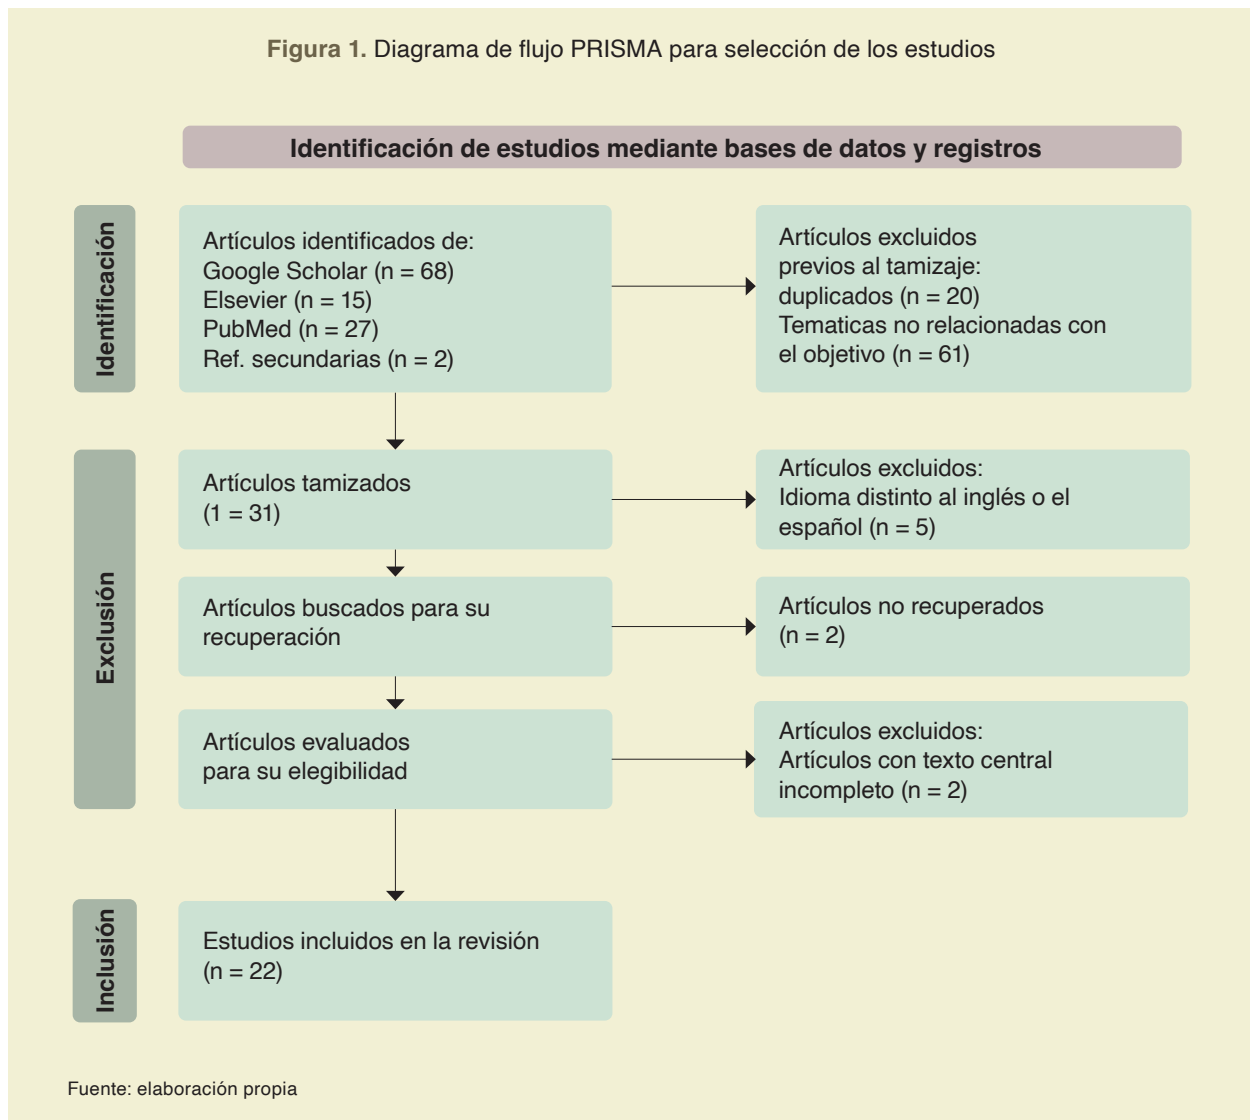 Figura 1. Diagrama de flujo PRISMA para selección de los estudios
Identificación de estudios mediante bases de datos y registros
Identificación
Artículos identificados de:
Google Scholar (n = 68)
Elsevier (n = 15)
PubMed (n = 27)
Ref. secundarias (n = 2)
Artículos excluidos
previos al tamizaje:
duplicados (n = 20)
Tematicas no relacionadas con
el objetivo (n = 61)
Exclusión
Artículos tamizados
(1 = 31)
Artículos excluidos:
Idioma distinto al inglés o el
español (n = 5)
Artículos buscados para su
recuperación
Artículos no recuperados
(n = 2)
Artículos evaluados
para su elegibilidad
Artículos excluidos:
Artículos con texto central
incompleto (n = 2)
Inclusión
Estudios incluidos en la revisión
(n = 22)
Fuente: elaboración propia